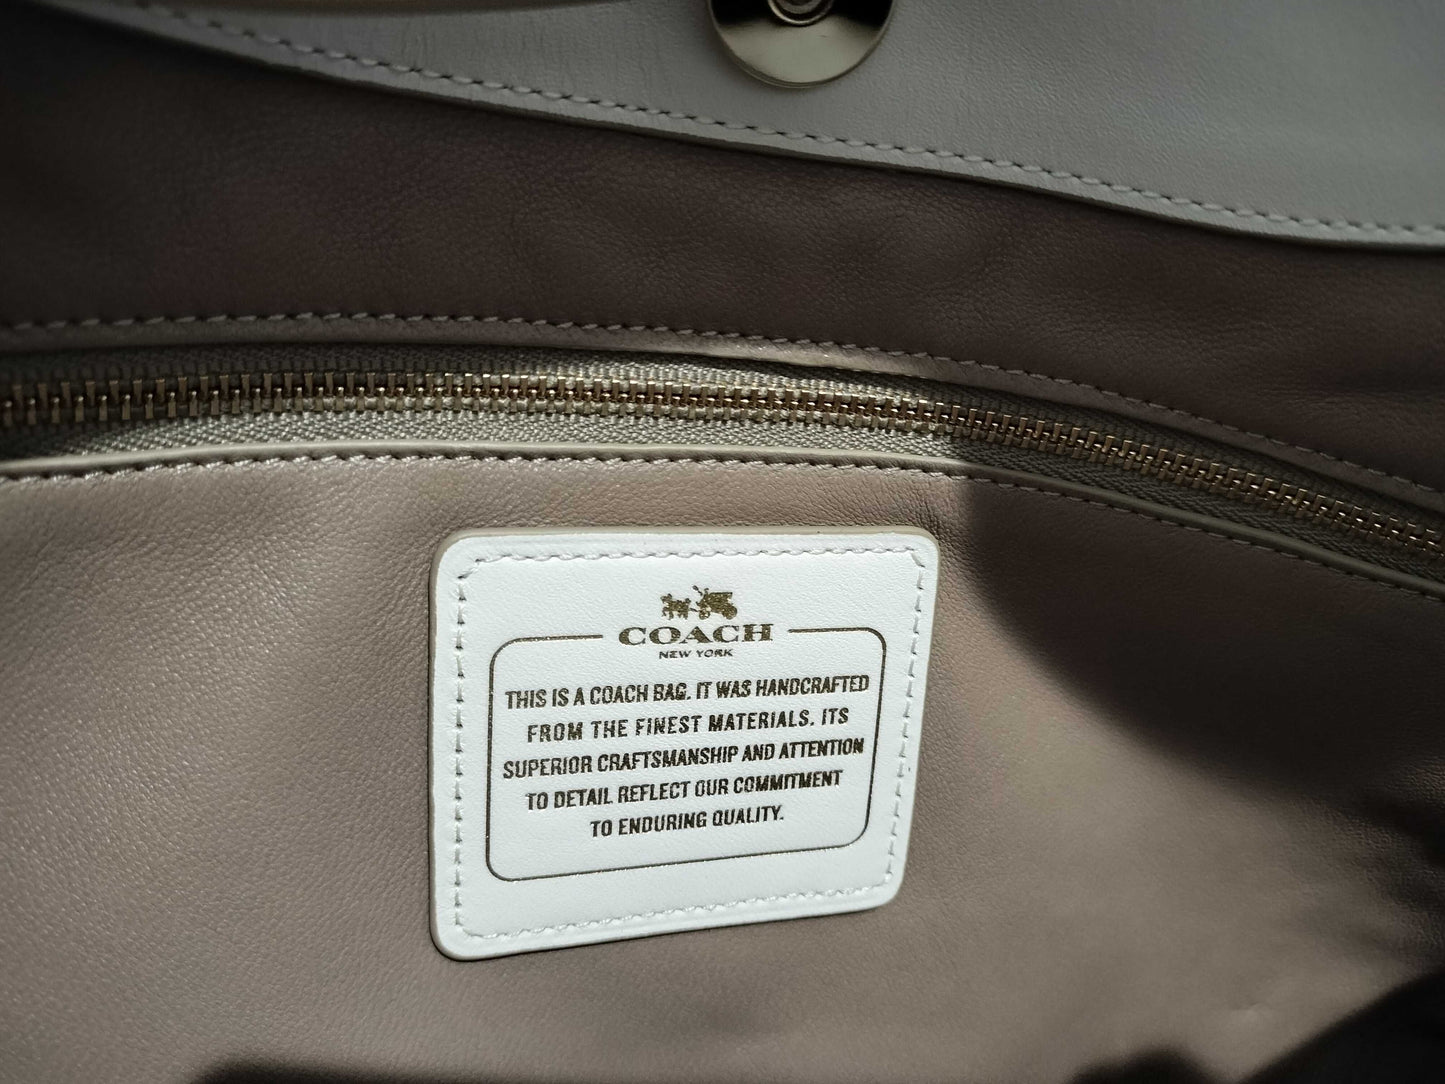 COACH
NEW YORK
THIS IS A COACH BAG. IT WAS HANDCRAFTED
FROM THE FINEST MATERIALS. ITS
SUPERIOR CRAFTSMANSHIP AND ATTENTION
TO DETAIL REFLECT OUR COMMITMENT
TO ENDURING QUALITY.